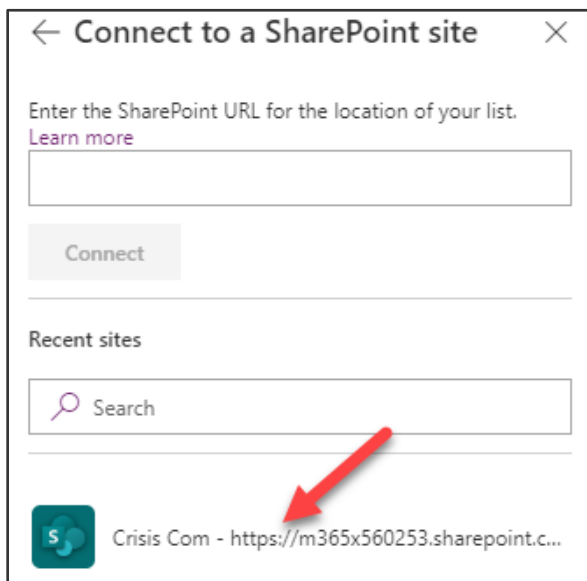 Connect to a SharePoint site
Enter the SharePoint URL for the location of your list.
Learn more
Connect
Recent sites
Search
S
Crisis Com - https://m365x560253.sharepoint.c...